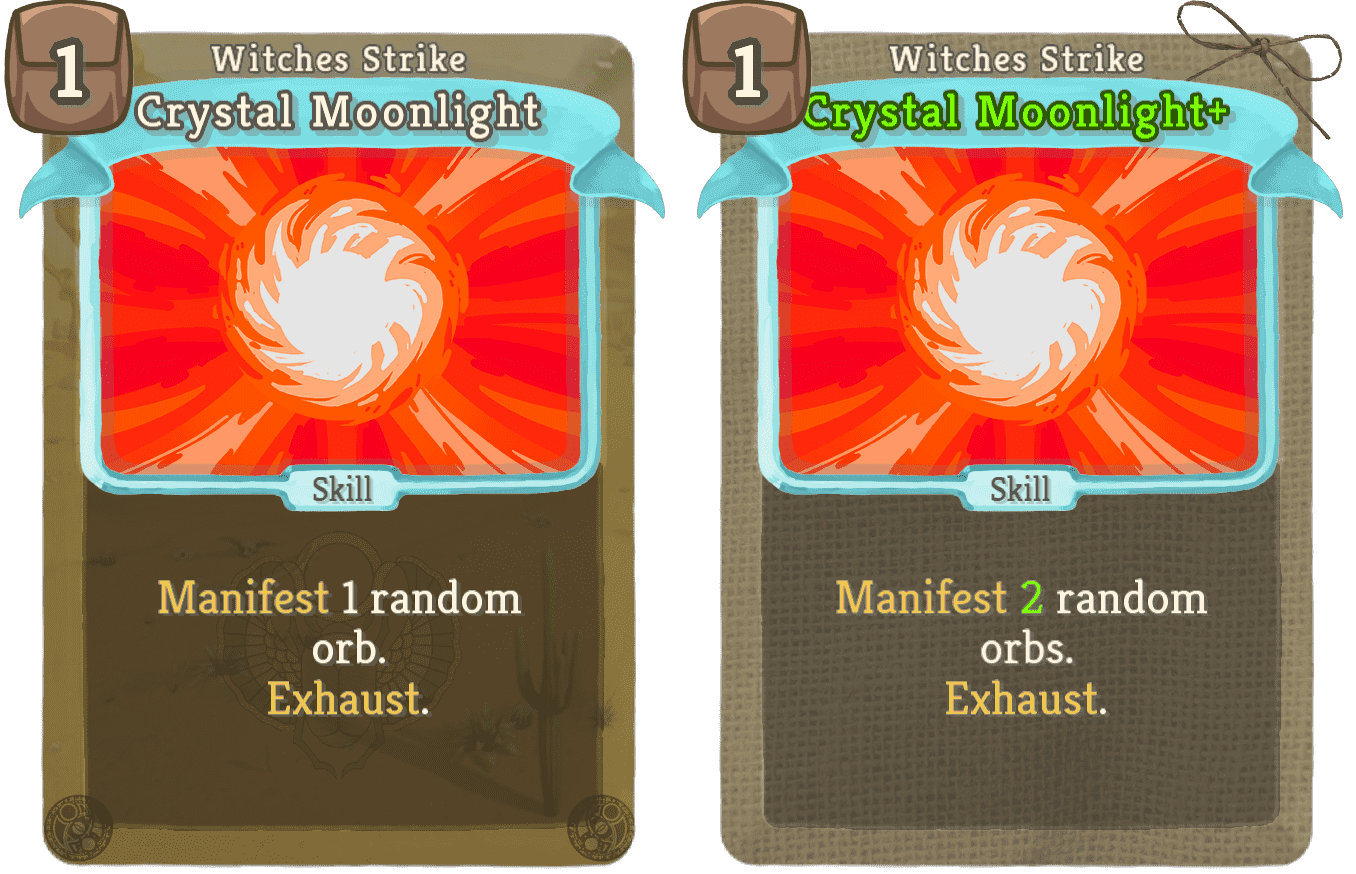 1
Witches Strike
Crystal Moonlight
Skill
Manifest 1 random
orb.
Exhaust.
1
Witches Strike
Crystal Moonlight+
Skill
Manifest 2 random
orbs.
Exhaust.